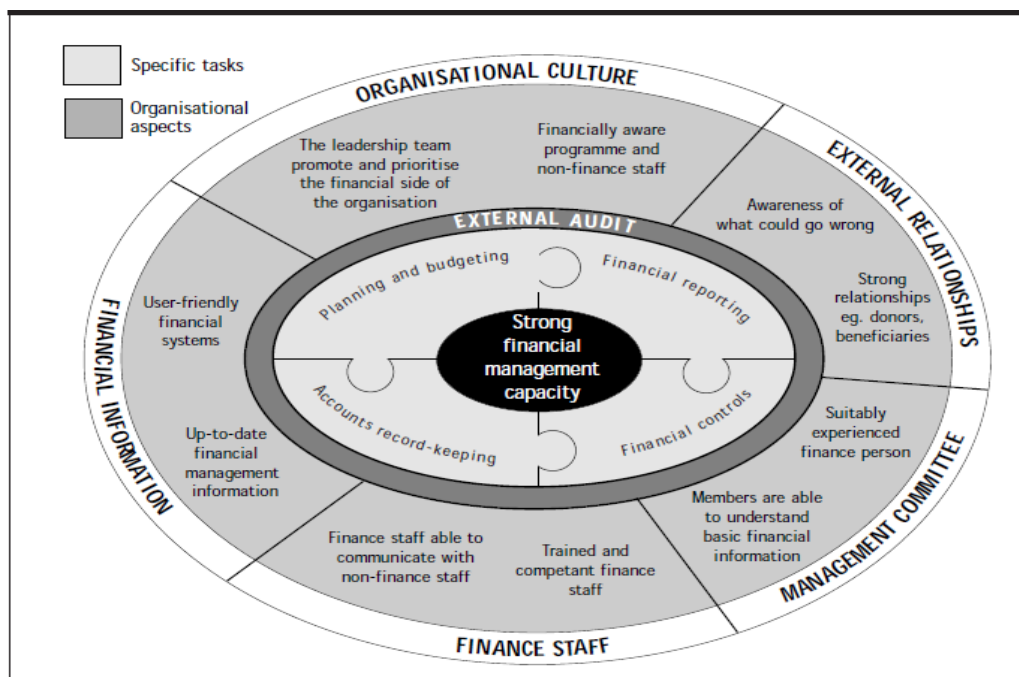 Specific tasks
Organisational
aspects
ORGANISATIONAL CULTURE
The leadership team
promote and prioritise
the financial side of
the organisation
Financially aware
programme and
non-finance staff
EXTERNAL RELATIONSHIPS
Awareness of
what could go wrong
Strong
relationships
eg. donors,
beneficiaries
MANAGEMENT COMMITTEE
Suitably
experienced
finance person
Members are able
to understand
basic financial
information
FINANCE STAFF
Trained and
competant finance
staff
Finance staff able to
communicate with
non-finance staff
FINANCIAL INFORMATION
Up-to-date
financial
management
information
User-friendly
financial
systems
EXTERNAL AUDIT
Planning and budgeting
Financial reporting
Strong
financial
management
capacity
Accounts record-keeping
Financial controls